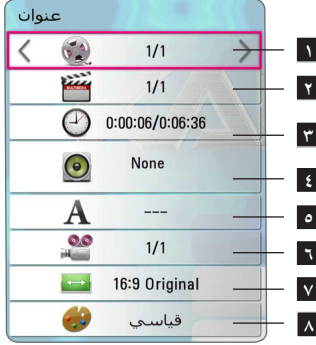 عنوان
1/1 ١
1/1 ٢
0:00:06/0:06:36 ٣
None ٤
A --- ٥
1/1 ٦
16:9 Original ٧
قياسي ٨